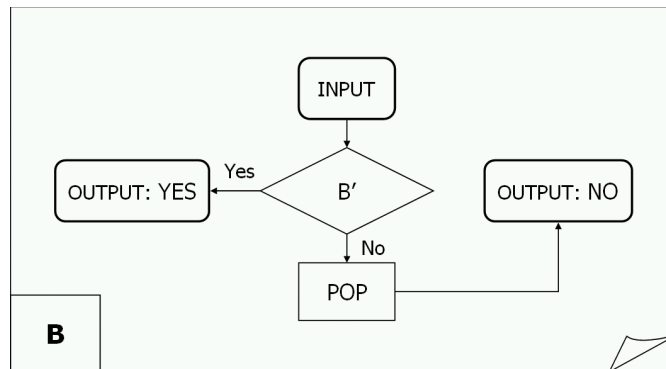 INPUT
Yes
OUTPUT: YES
B′
OUTPUT: NO
No
POP
B